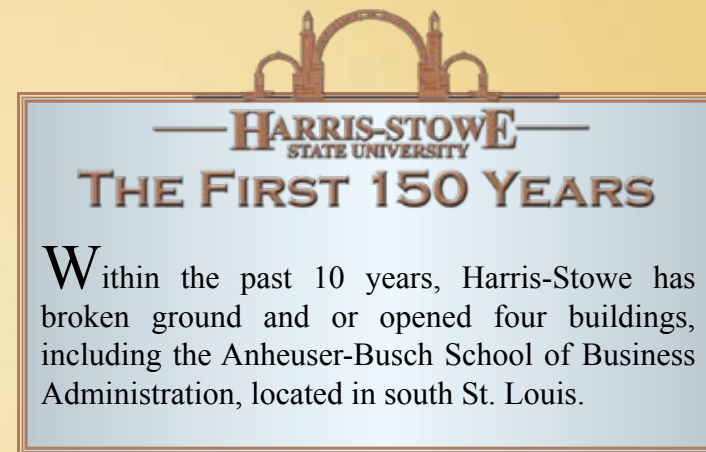 HARRIS-STOWE
STATE UNIVERSITY
THE FIRST 150 YEARS
Within the past 10 years, Harris-Stowe has
broken ground and or opened four buildings,
including the Anheuser-Busch School of Business
Administration, located in south St. Louis.